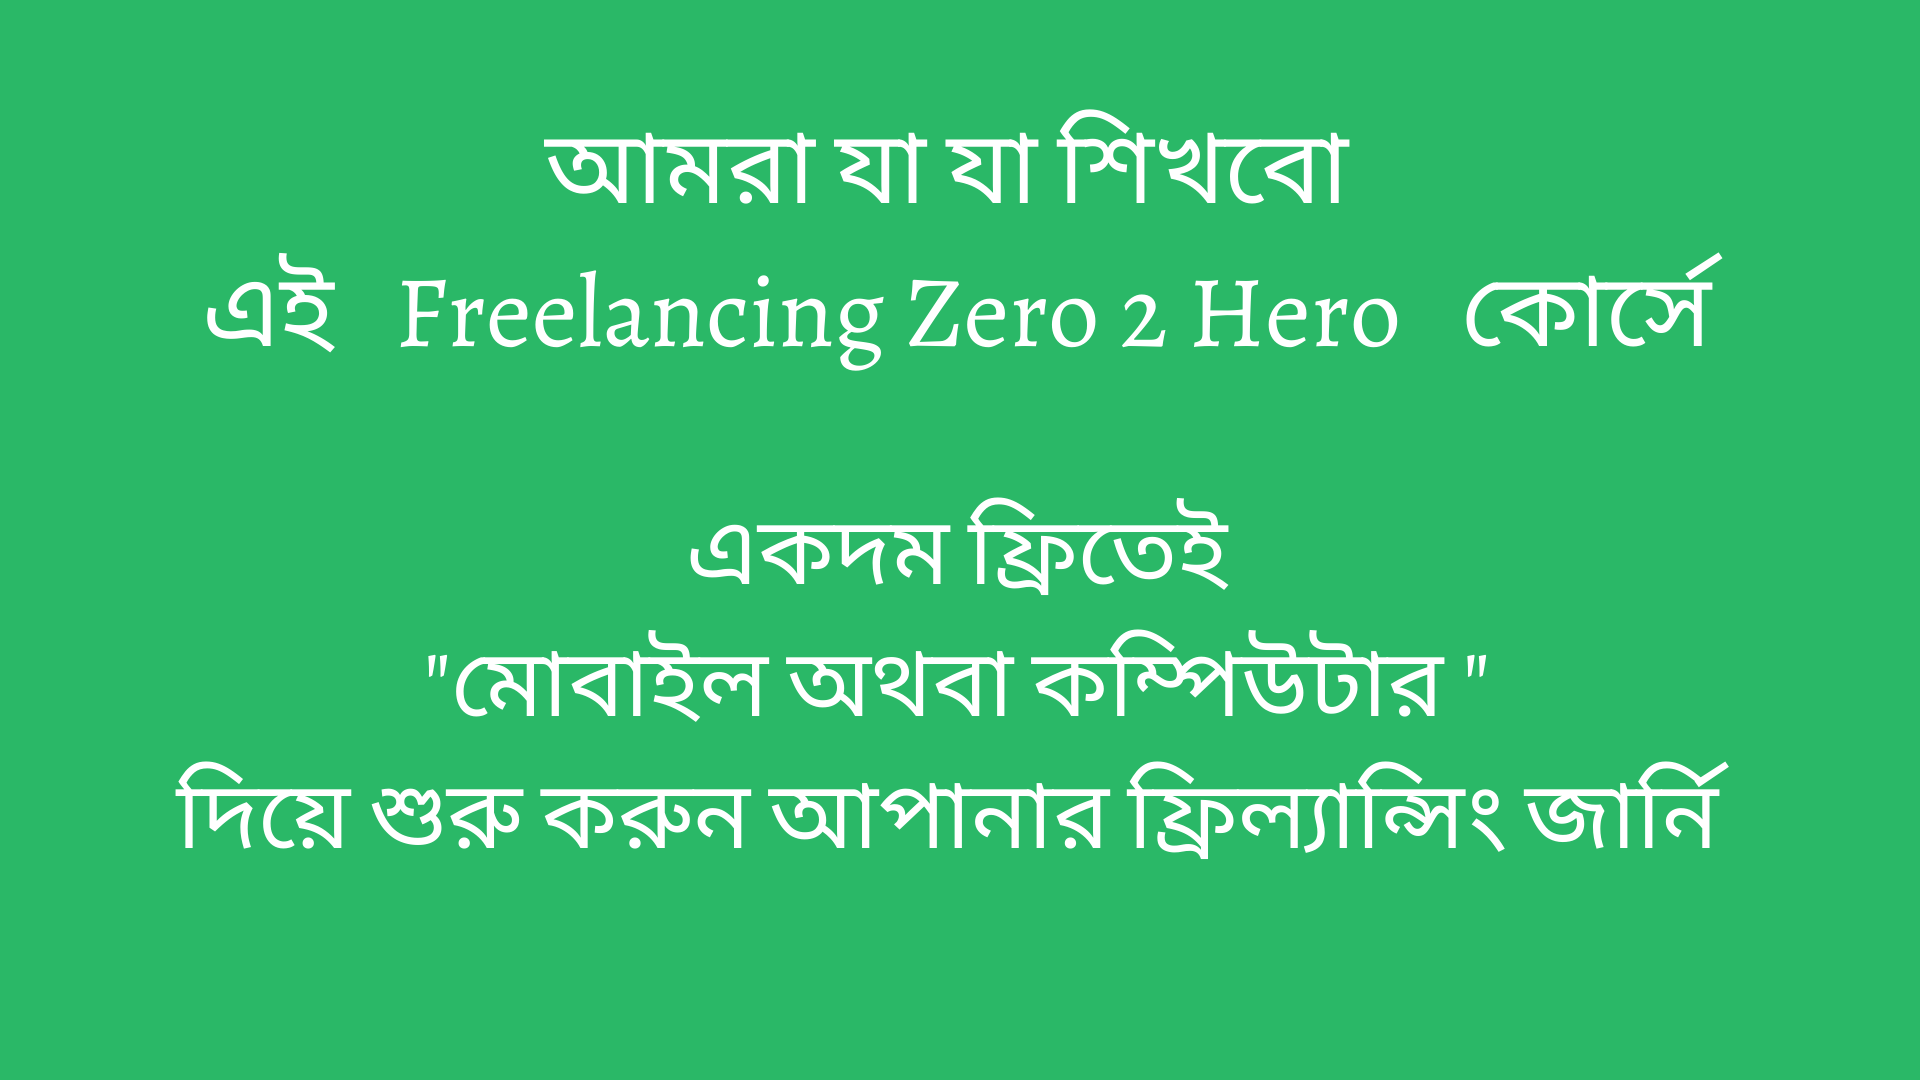 আমরা যা যা শিখবো
এই Freelancing Zero 2 Hero কোর্সে
একদম ফ্রিতেই
"মোবাইল অথবা কম্পিউটার "
দিয়ে শুরু করুন আপানার ফ্রিল্যান্সিং জার্নি